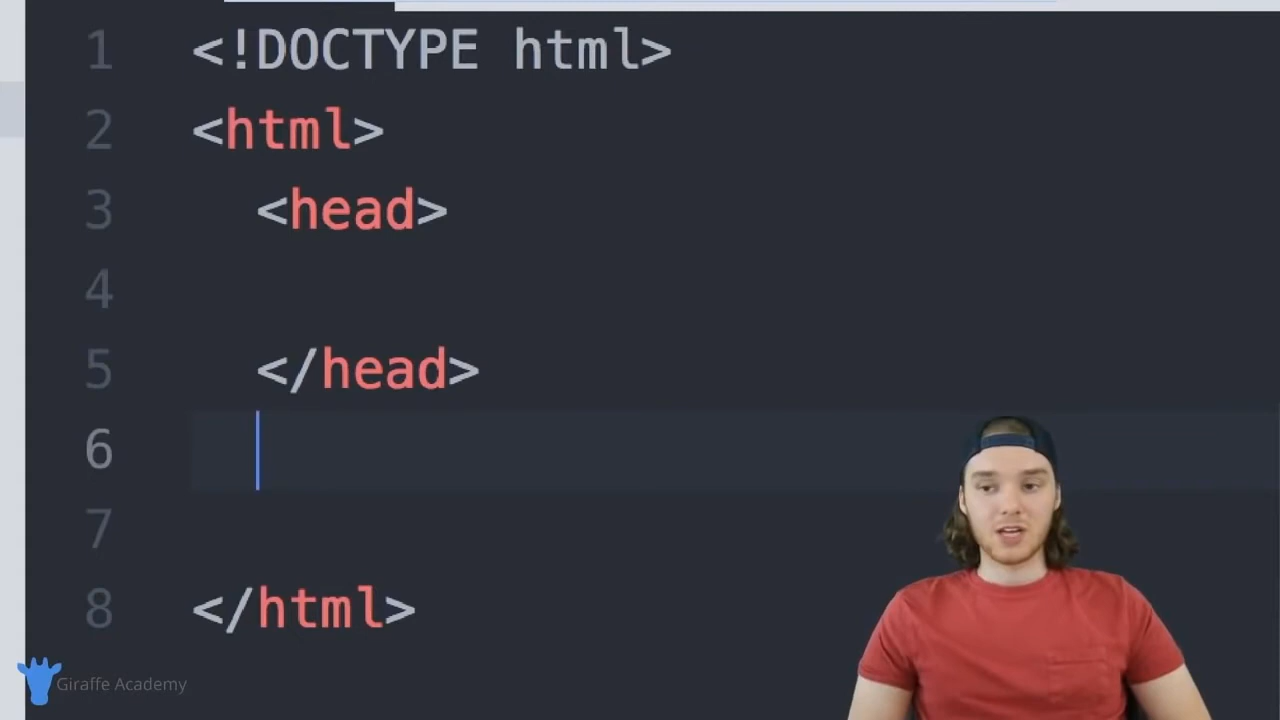 1 <!DOCTYPE html>
2 <html>
3 <head>
4
5 </head>
6
7
8 </html>
Giraffe Academy